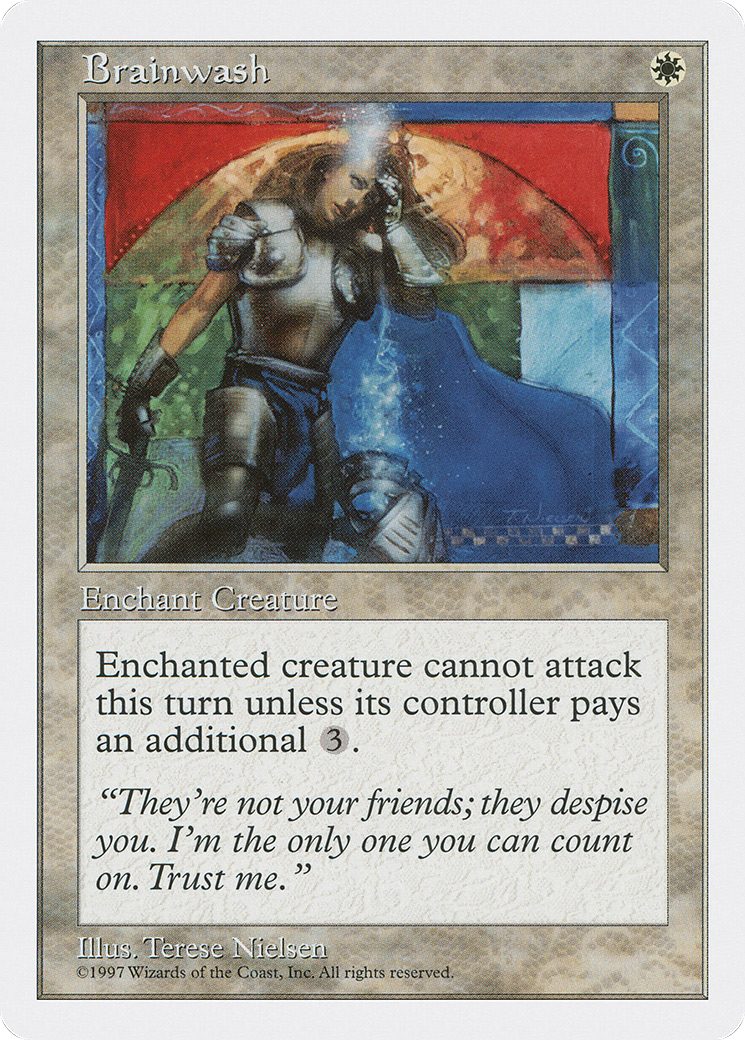 Brainwash
T. Nielsen
Enchant Creature
Enchanted creature cannot attack
this turn unless its controller pays
an additional 3.
“They’re not your friends; they despise
you. I’m the only one you can count
on. Trust me.”
Illus. Terese Nielsen
©1997 Wizards of the Coast, Inc. All rights reserved.